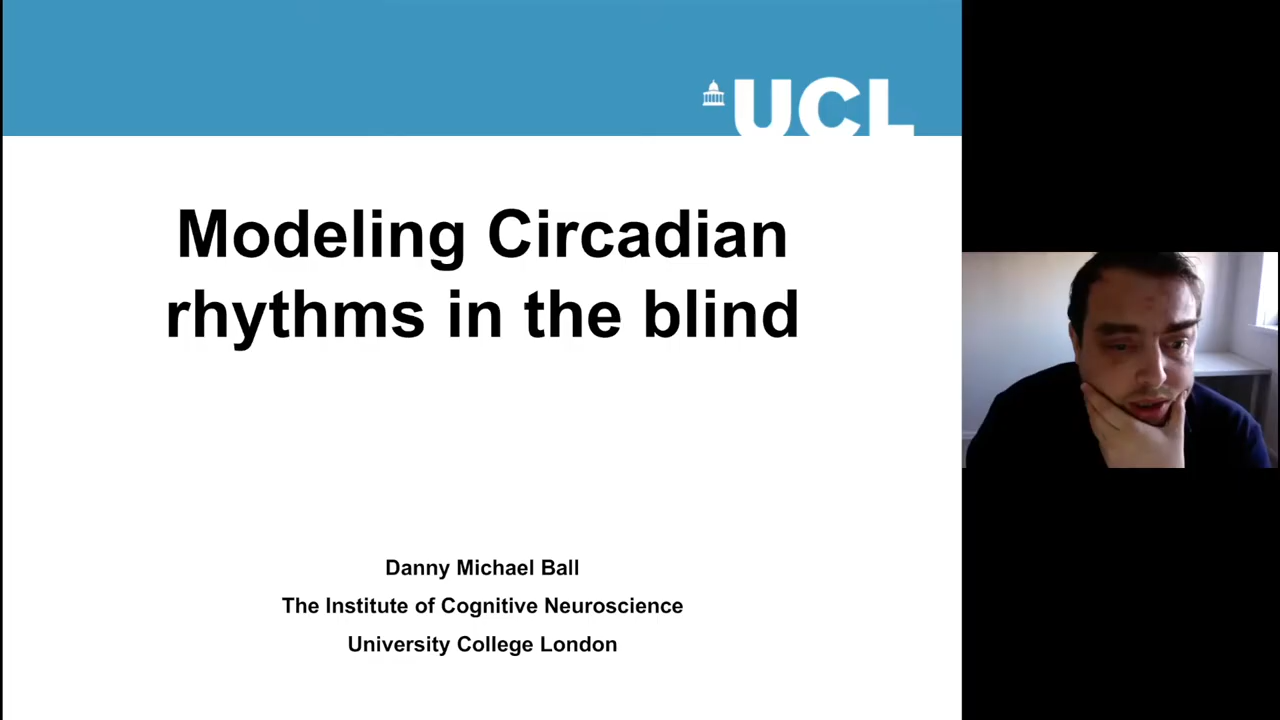 UCL
Modeling Circadian
rhythms in the blind
Danny Michael Ball
The Institute of Cognitive Neuroscience
University College London